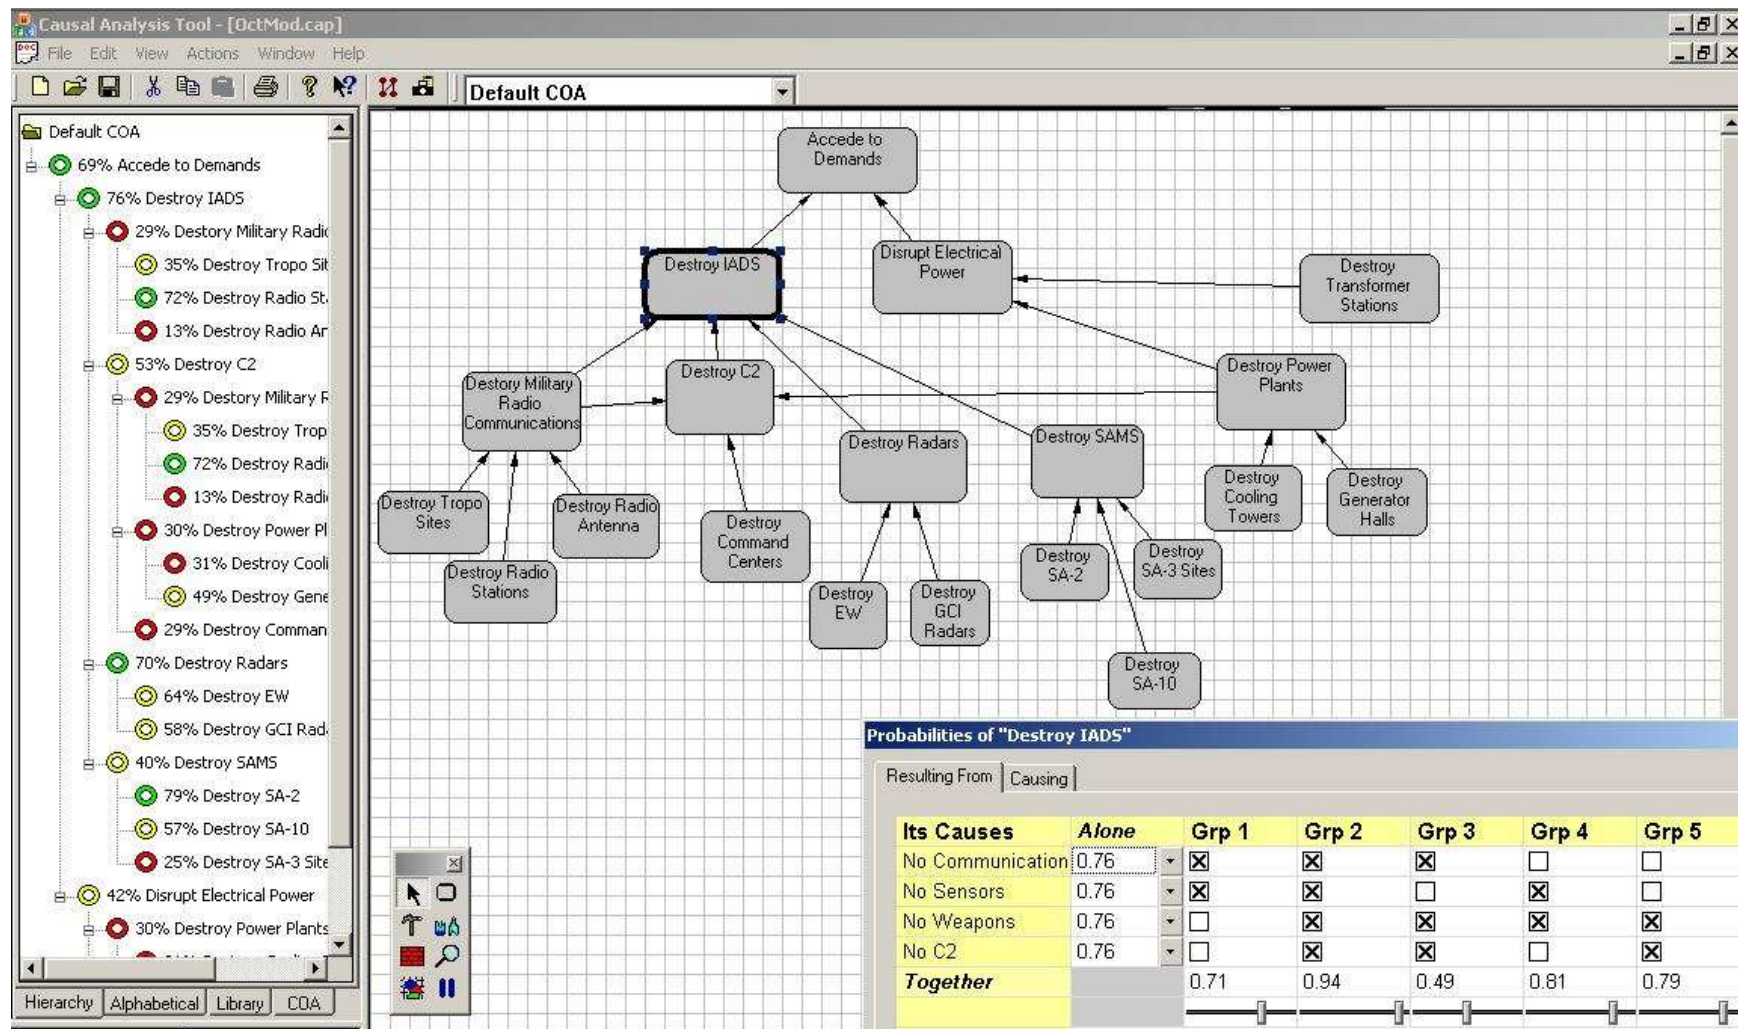 Causal Analysis Tool - [OctMod.cap]
File Edit View Actions Window Help
Default COA
Default COA
69% Accede to Demands
76% Destroy IADS
29% Destory Military Radic
35% Destroy Tropo Sit
72% Destroy Radio St
13% Destroy Radio Ar
53% Destroy C2
29% Destory Military R
35% Destroy Trop
72% Destroy Radi
13% Destroy Radi
30% Destroy Power Pl
31% Destroy Cooli
49% Destroy Gene
29% Destroy Comman
70% Destroy Radars
64% Destroy EW
58% Destroy GCI Rad
40% Destroy SAMS
79% Destroy SA-2
57% Destroy SA-10
25% Destroy SA-3 Site
42% Disrupt Electrical Power
30% Destroy Power Plants
Hierarchy Alphabetical Library COA
Accede to
Demands
Destroy IADS
Disrupt Electrical
Power
Destroy
Transformer
Stations
Destory Military
Radio
Communications
Destroy C2
Destroy Power
Plants
Destroy Radars
Destroy SAMS
Destroy Tropo
Sites
Destroy Radio
Stations
Destroy Radio
Antenna
Destroy
Command
Centers
Destroy
EW
Destroy
GCI
Radars
Destroy
SA-2
Destroy
SA-3 Sites
Destroy
SA-10
Destroy
Cooling
Towers
Destroy
Generator
Halls
Probabilities of "Destroy IADS"
Resulting From Causing
Its Causes Alone Grp 1 Grp 2 Grp 3 Grp 4 Grp 5
No Communication 0.76
No Sensors 0.76
No Weapons 0.76
No C2 0.76
Together 0.71 0.94 0.49 0.81 0.79